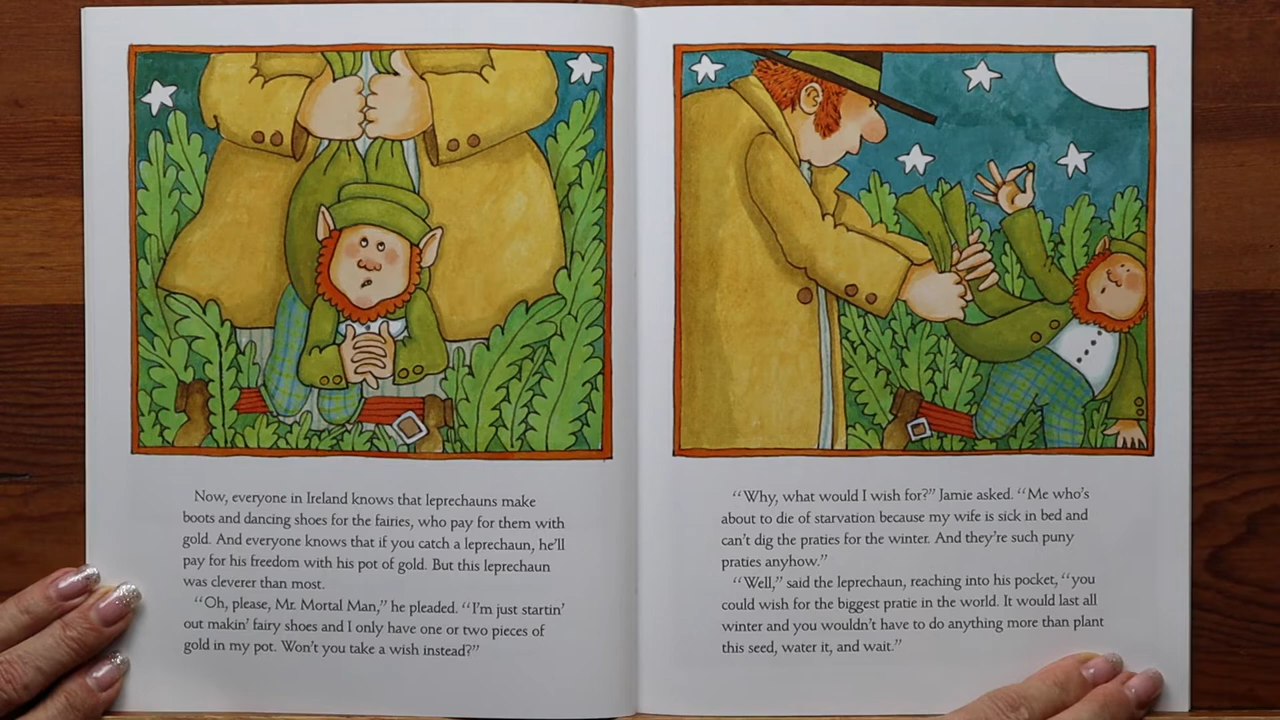 Now, everyone in Ireland knows that leprechauns make
boots and dancing shoes for the fairies, who pay for them with
gold. And everyone knows that if you catch a leprechaun, he'll
pay for his freedom with his pot of gold. But this leprechaun
was cleverer than most.
“Oh, please, Mr. Mortal Man,” he pleaded. “I'm just startin'
out makin' fairy shoes and I only have one or two pieces of
gold in my pot. Won't you take a wish instead?”
“Why, what would I wish for?” Jamie asked. “Me who's
about to die of starvation because my wife is sick in bed and
can't dig the praties for the winter. And they're such puny
praties anyhow.”
“Well,” said the leprechaun, reaching into his pocket, “you
could wish for the biggest pratie in the world. It would last all
winter and you wouldn't have to do anything more than plant
this seed, water it, and wait.”